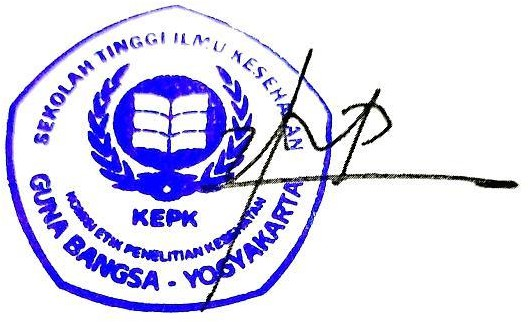 SEKOLAH TINGGI ILMU KESEHATAN
KEPK
KOMISI ETIK PENELITIAN KESEHATAN
GUNA BANGSA - YOGYAKARTA